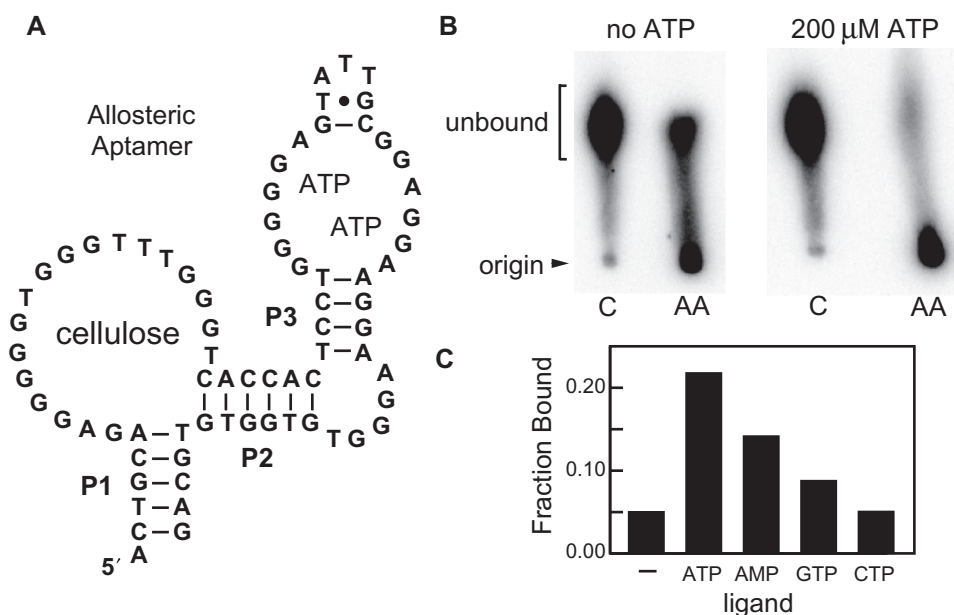 A
Allosteric
Aptamer
ATP
ATP
cellulose
P3
P2
P1
5′
ACTGCAGAGGGGTGGGTTTGGGTCACCACTCCTGGGGAGTATTGCGGAGGAAGGAAGGTGTGGTGTGCAG
B
no ATP
200 μM ATP
unbound
origin
C AA C AA
C
Fraction Bound
0.20
0.10
0.00
– ATP AMP GTP CTP
ligand